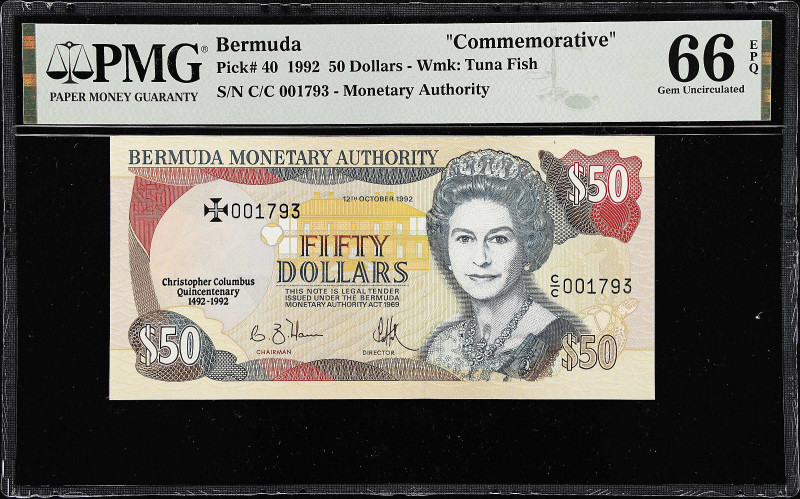 PMG®
PAPER MONEY GUARANTY
Bermuda "Commemorative"
Pick# 40 1992 50 Dollars - Wmk: Tuna Fish
S/N C/C 001793 - Monetary Authority
66 EPQ
Gem Uncirculated
BERMUDA MONETARY AUTHORITY
$50
12TH OCTOBER 1992
001793
FIFTY
DOLLARS
Christopher Columbus
Quincentenary
1492-1992
THIS NOTE IS LEGAL TENDER
ISSUED UNDER THE BERMUDA
MONETARY AUTHORITY ACT 1969
C/C 001793
$50
CHAIRMAN
DIRECTOR
$50